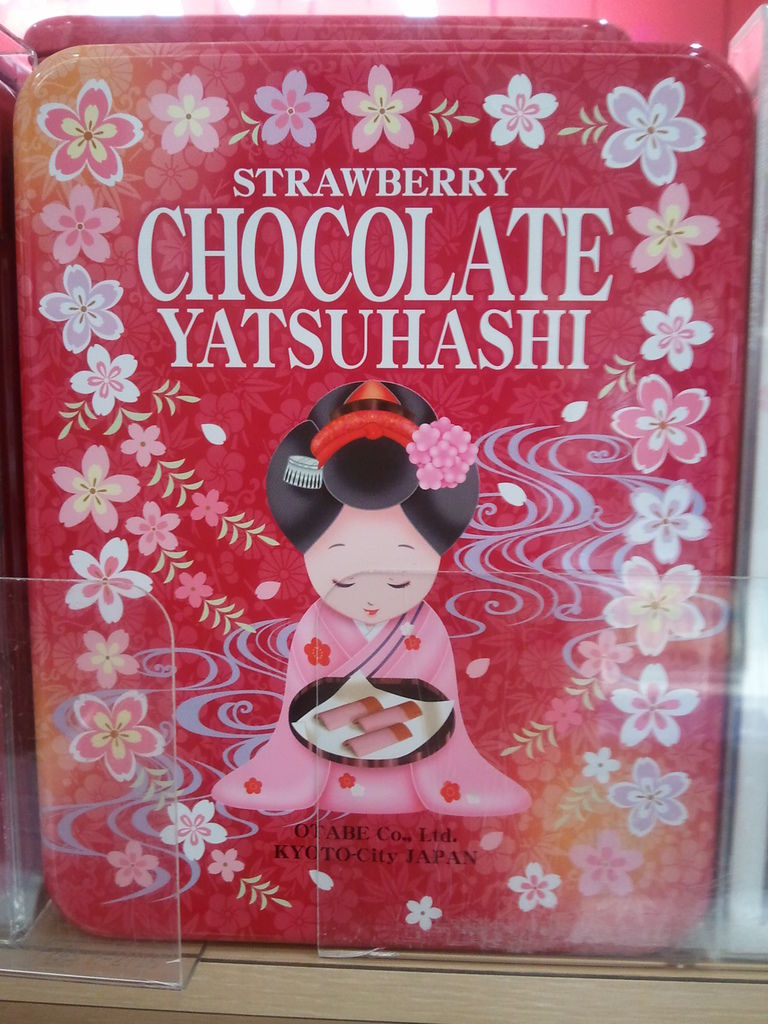 STRAWBERRY
CHOCOLATE
YATSUHASHI
OTABE Co., Ltd.
KYOTO-City JAPAN